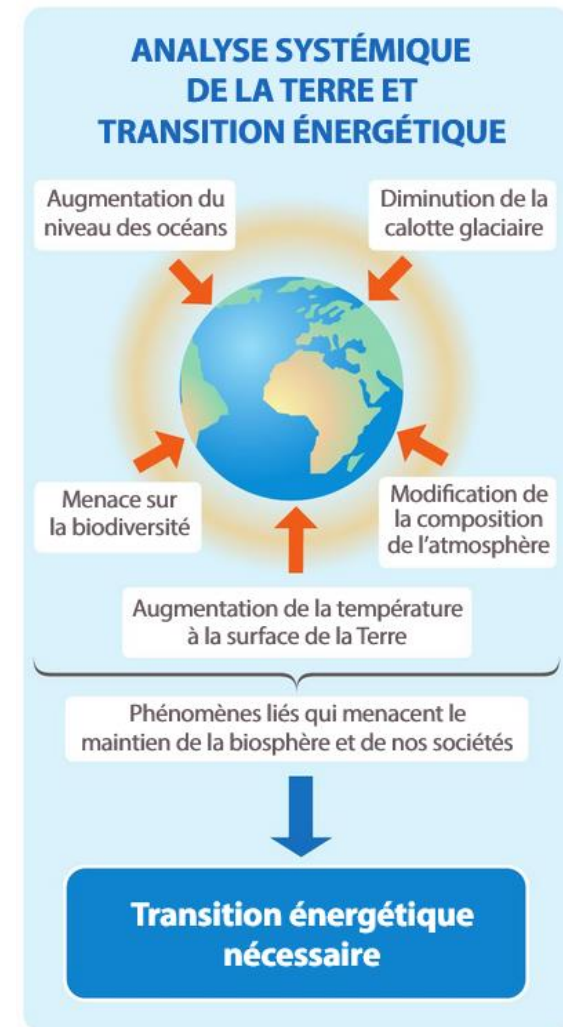 ANALYSE SYSTÉMIQUE
DE LA TERRE ET
TRANSITION ÉNERGÉTIQUE
Augmentation du
niveau des océans
Diminution de la
calotte glaciaire
Menace sur
la biodiversité
Modification de
la composition
de l’atmosphère
Augmentation de la température
à la surface de la Terre
Phénomènes liés qui menacent le
maintien de la biosphère et de nos sociétés
Transition énergétique
nécessaire